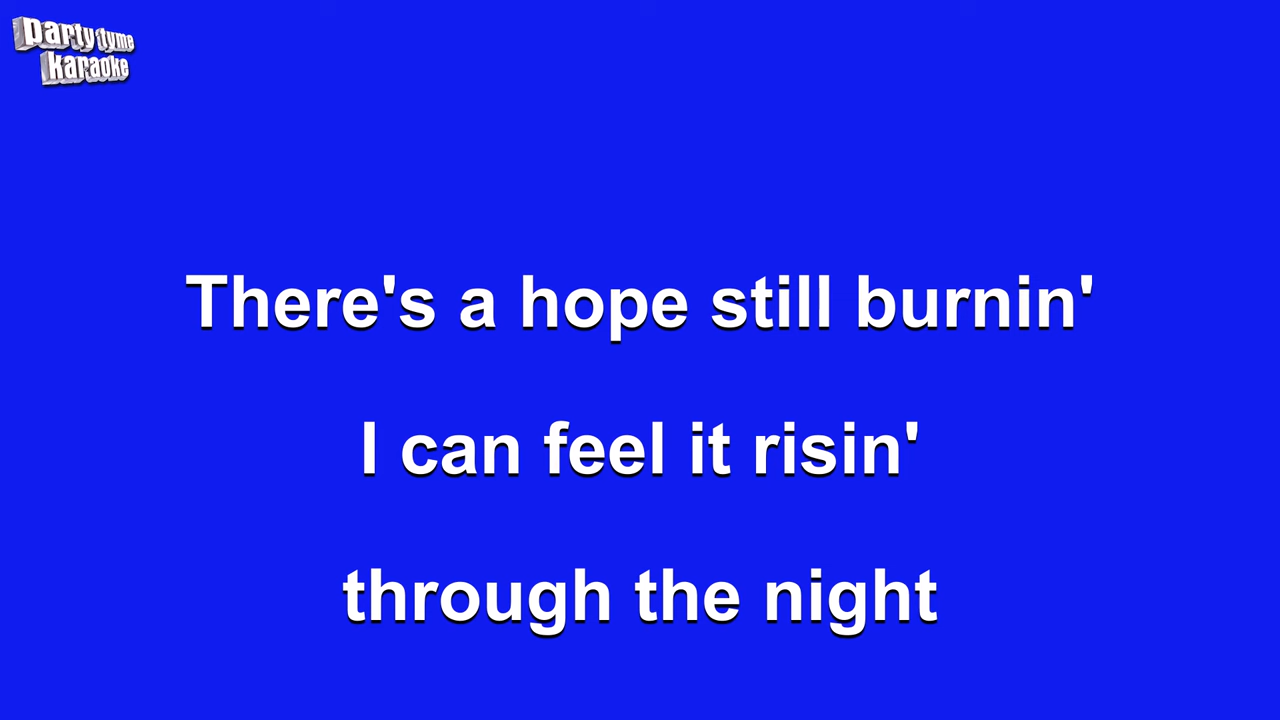 party tyme
karaoke
There's a hope still burnin'
I can feel it risin'
through the night